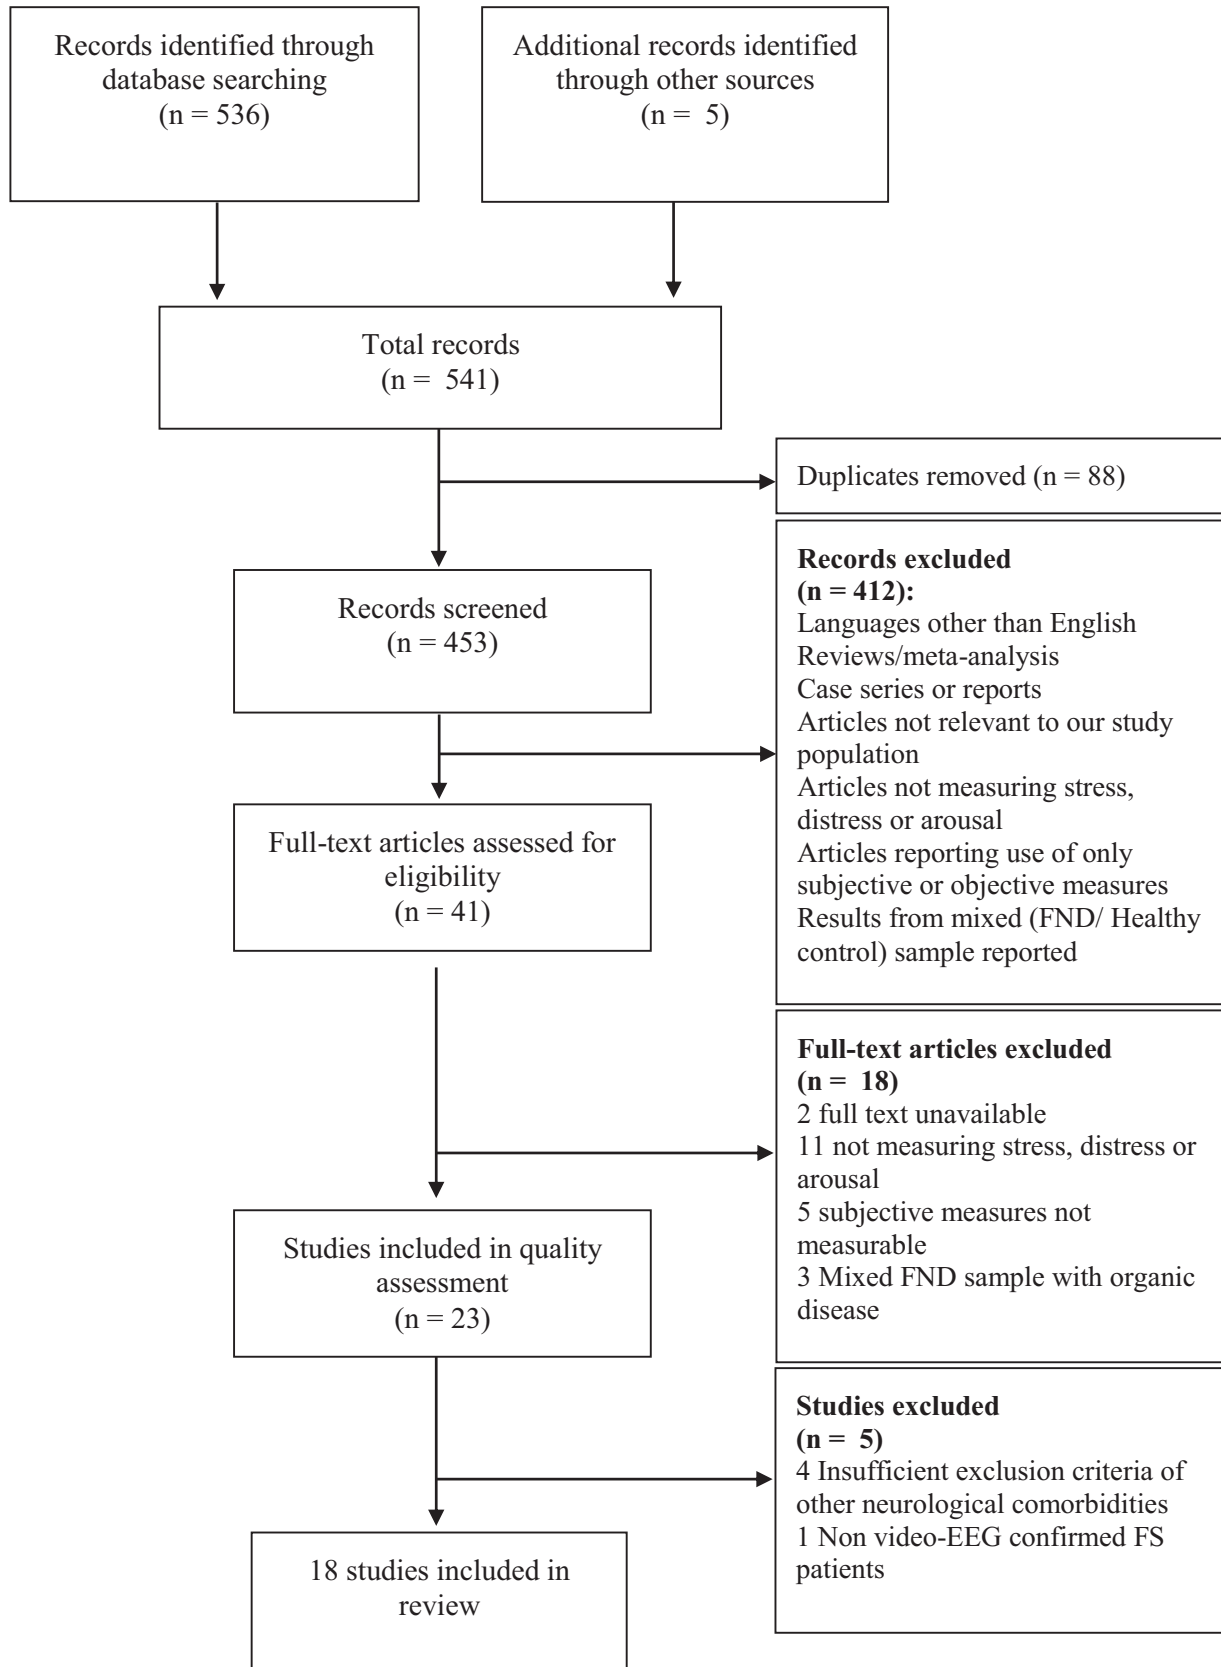 Records identified through
database searching
(n = 536)
Additional records identified
through other sources
(n = 5)
Total records
(n = 541)
Duplicates removed (n = 88)
Records screened
(n = 453)
Records excluded
(n = 412):
Languages other than English
Reviews/meta-analysis
Case series or reports
Articles not relevant to our study
population
Articles not measuring stress,
distress or arousal
Articles reporting use of only
subjective or objective measures
Results from mixed (FND/ Healthy
control) sample reported
Full-text articles assessed for
eligibility
(n = 41)
Full-text articles excluded
(n = 18)
2 full text unavailable
11 not measuring stress, distress or
arousal
5 subjective measures not
measurable
3 Mixed FND sample with organic
disease
Studies included in quality
assessment
(n = 23)
Studies excluded
(n = 5)
4 Insufficient exclusion criteria of
other neurological comorbidities
1 Non video-EEG confirmed FS
patients
18 studies included in
review